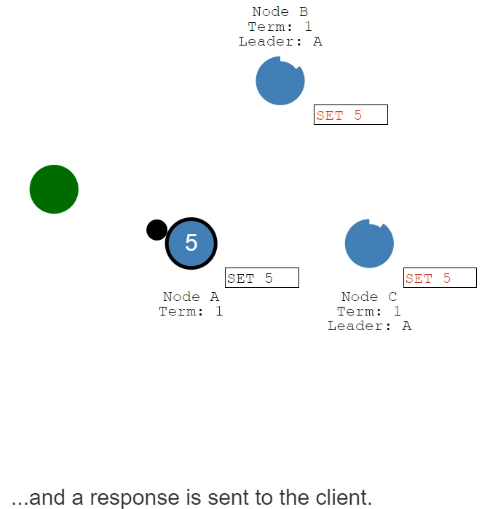 Node B
Term: 1
Leader: A
SET 5
5
SET 5
Node A
Term: 1
SET 5
Node C
Term: 1
Leader: A
...and a response is sent to the client.